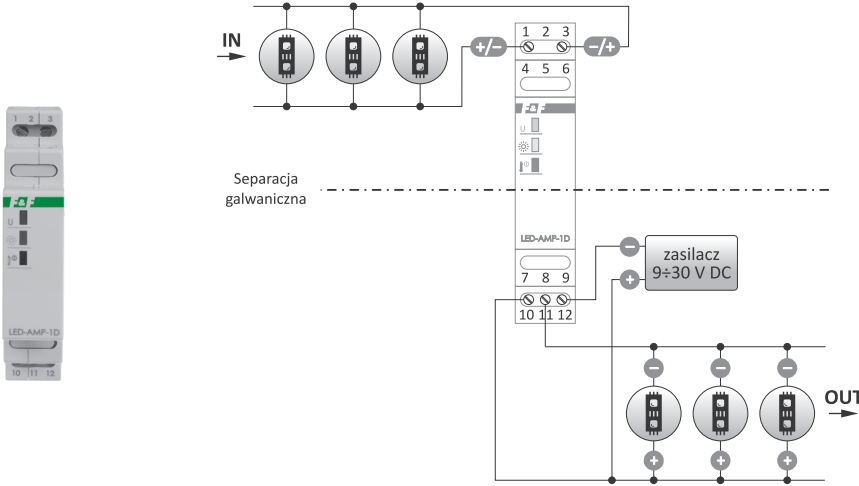 1 2 3
F&F
U
LED-AMP-1D
10 11 12
IN
+/−
−/+
1 2 3
4 5 6
F&F
U
Separacja
galwaniczna
LED-AMP-1D
7 8 9
10 11 12
−
+
zasilacz
9÷30 V DC
− − −
OUT
+ + +